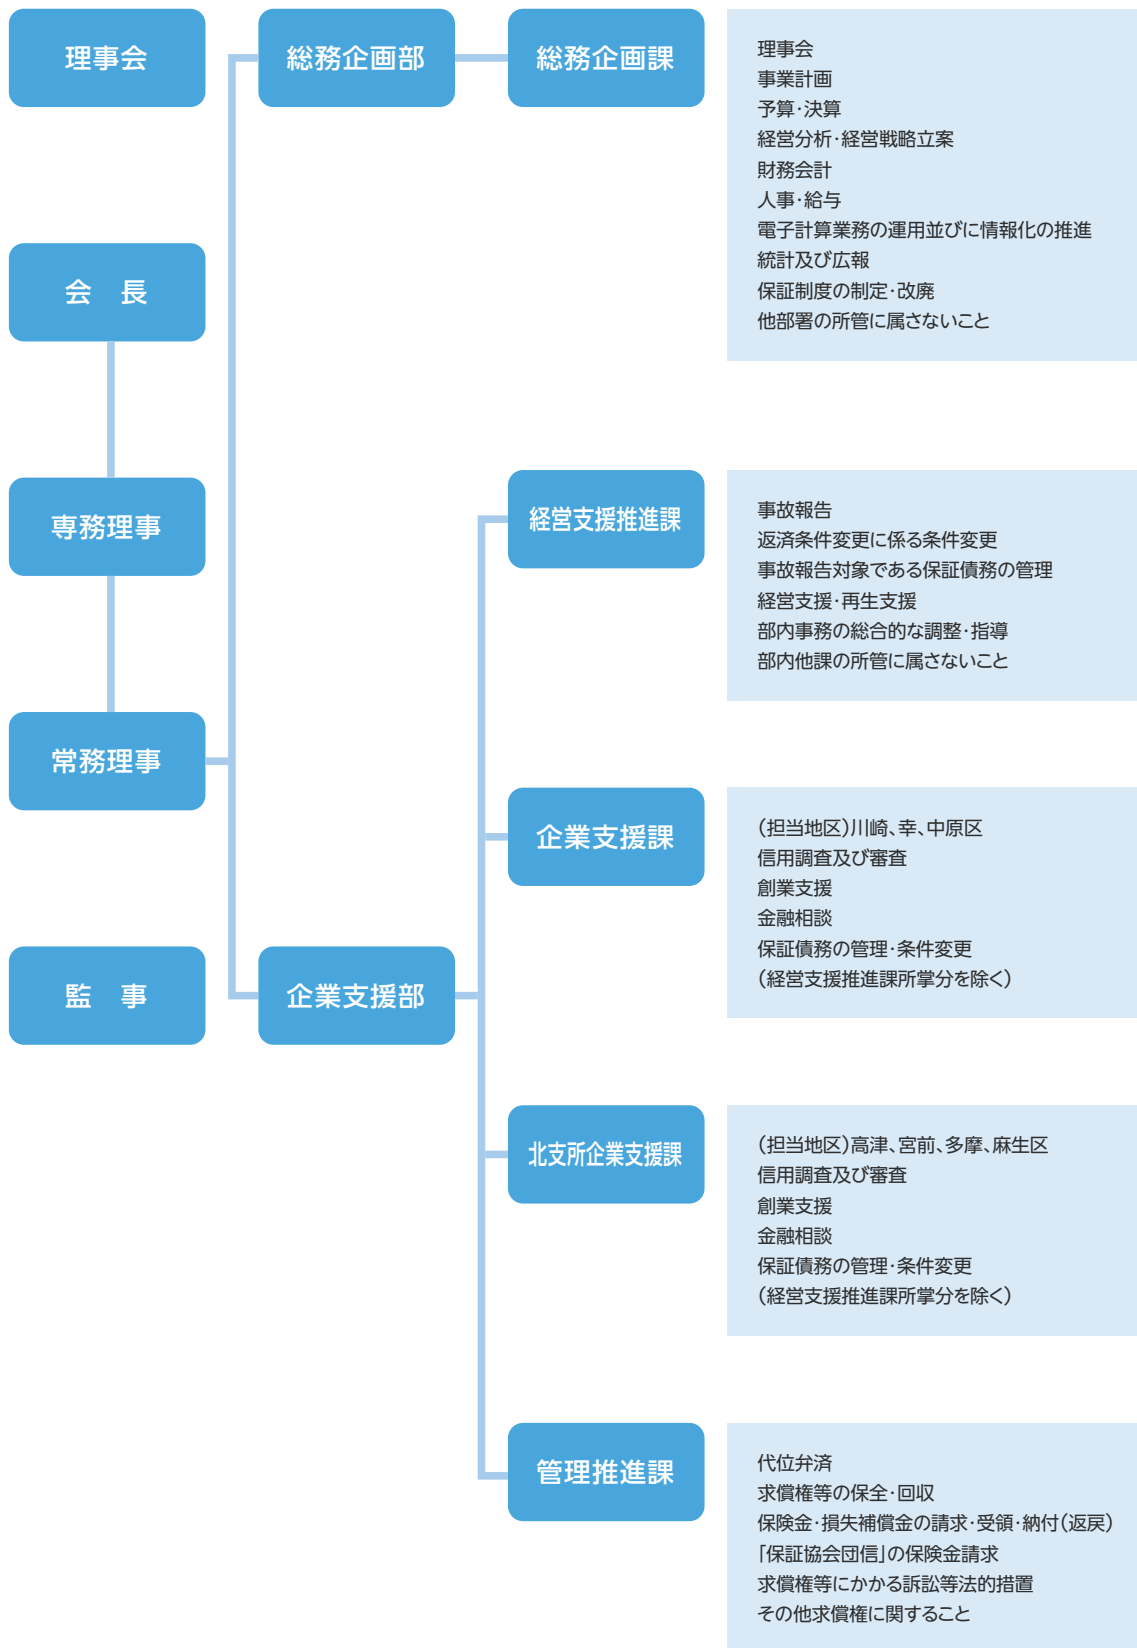 理事会
会　長
専務理事
常務理事
監　事
総務企画部
総務企画課
理事会
事業計画
予算・決算
経営分析・経営戦略立案
財務会計
人事・給与
電子計算業務の運用並びに情報化の推進
統計及び広報
保証制度の制定・改廃
他部署の所管に属さないこと
企業支援部
経営支援推進課
事故報告
返済条件変更に係る条件変更
事故報告対象である保証債務の管理
経営支援・再生支援
部内事務の総合的な調整・指導
部内他課の所管に属さないこと
企業支援課
（担当地区）川崎、幸、中原区
信用調査及び審査
創業支援
金融相談
保証債務の管理・条件変更
（経営支援推進課所掌分を除く）
北支所企業支援課
（担当地区）高津、宮前、多摩、麻生区
信用調査及び審査
創業支援
金融相談
保証債務の管理・条件変更
（経営支援推進課所掌分を除く）
管理推進課
代位弁済
求償権等の保全・回収
保険金・損失補償金の請求・受領・納付（返戻）
「保証協会団信」の保険金請求
求償権等にかかる訴訟等法的措置
その他求償権に関すること